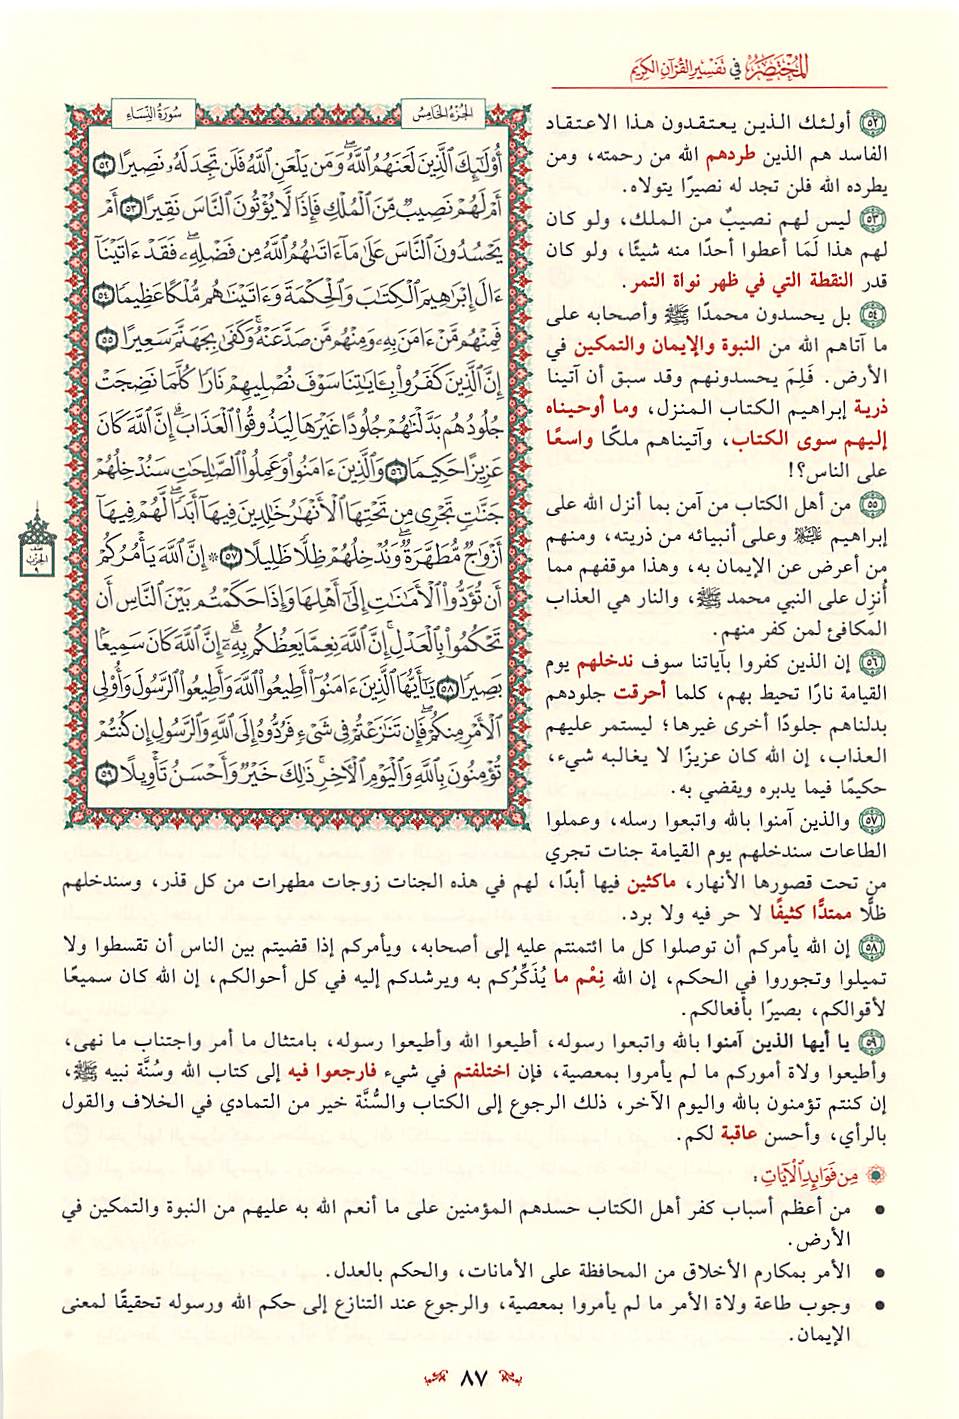 المختصر في تفسير القرآن الكريم
سُورَةُ النِّسَاءِ
الجُزْءُ الخَامِسُ
أُوْلَٰٓئِكَ ٱلَّذِينَ لَعَنَهُمُ ٱللَّهُۖ وَمَن يَلْعَنِ ٱللَّهُ فَلَن تَجِدَ لَهُۥ نَصِيرًا ٥٢
أَمْ لَهُمْ نَصِيبٌ مِّنَ ٱلْمُلْكِ فَإِذًا لَّا يُؤْتُونَ ٱلنَّاسَ نَقِيرًا ٥٣ أَمْ
يَحْسُدُونَ ٱلنَّاسَ عَلَىٰ مَآ ءَاتَىٰهُمُ ٱللَّهُ مِن فَضْلِهِۦۖ فَقَدْ ءَاتَيْنَآ
ءَالَ إِبْرَٰهِيمَ ٱلْكِتَٰبَ وَٱلْحِكْمَةَ وَءَاتَيْنَٰهُم مُّلْكًا عَظِيمًا ٥٤
فَمِنْهُم مَّنْ ءَامَنَ بِهِۦ وَمِنْهُم مَّن صَدَّ عَنْهُۚ وَكَفَىٰ بِجَهَنَّمَ سَعِيرًا ٥٥
إِنَّ ٱلَّذِينَ كَفَرُوا۟ بِـَٔايَٰتِنَا سَوْفَ نُصْلِيهِمْ نَارًا كُلَّمَا نَضِجَتْ
جُلُودُهُم بَدَّلْنَٰهُمْ جُلُودًا غَيْرَهَا لِيَذُوقُوا۟ ٱلْعَذَابَۗ إِنَّ ٱللَّهَ كَانَ
عَزِيزًا حَكِيمًا ٥٦ وَٱلَّذِينَ ءَامَنُوا۟ وَعَمِلُوا۟ ٱلصَّٰلِحَٰتِ سَنُدْخِلُهُمْ
جَنَّٰتٍ تَجْرِى مِن تَحْتِهَا ٱلْأَنْهَٰرُ خَٰلِدِينَ فِيهَآ أَبَدًاۖ لَّهُمْ فِيهَآ
أَزْوَٰجٌ مُّطَهَّرَةٌۖ وَنُدْخِلُهُمْ ظِلًّا ظَلِيلًا ٥٧ ۞ إِنَّ ٱللَّهَ يَأْمُرُكُمْ
أَن تُؤَدُّوا۟ ٱلْأَمَٰنَٰتِ إِلَىٰٓ أَهْلِهَا وَإِذَا حَكَمْتُم بَيْنَ ٱلنَّاسِ أَن
تَحْكُمُوا۟ بِٱلْعَدْلِۚ إِنَّ ٱللَّهَ نِعِمَّا يَعِظُكُم بِهِۦٓۗ إِنَّ ٱللَّهَ كَانَ سَمِيعًۢا
بَصِيرًا ٥٨ يَٰٓأَيُّهَا ٱلَّذِينَ ءَامَنُوٓا۟ أَطِيعُوا۟ ٱللَّهَ وَأَطِيعُوا۟ ٱلرَّسُولَ وَأُو۟لِى
ٱلْأَمْرِ مِنكُمْۖ فَإِن تَنَٰزَعْتُمْ فِى شَىْءٍ فَرُدُّوهُ إِلَى ٱللَّهِ وَٱلرَّسُولِ إِن كُنتُمْ
تُؤْمِنُونَ بِٱللَّهِ وَٱلْيَوْمِ ٱلْـَٔاخِرِۚ ذَٰلِكَ خَيْرٌ وَأَحْسَنُ تَأْوِيلًا ٥٩
نصف
الحزب
٩
٥٢ أولئك الذين يعتقدون هذا الاعتقاد
الفاسد هم الذين طردهم الله من رحمته، ومن
يطرده الله فلن تجد له نصيرًا يتولاه.
٥٣ ليس لهم نصيبٌ من الملك، ولو كان
لهم هذا لَمَا أعطوا أحدًا منه شيئًا، ولو كان
قدر النقطة التي في ظهر نواة التمر.
٥٤ بل يحسدون محمدًا ﷺ وأصحابه على
ما آتاهم الله من النبوة والإيمان والتمكين في
الأرض. فَلِمَ يحسدونهم وقد سبق أن آتينا
ذرية إبراهيم الكتاب المنزل، وما أوحيناه
إليهم سوى الكتاب، وآتيناهم ملكًا واسعًا
على الناس؟!
٥٥ من أهل الكتاب من آمن بما أنزل الله على
إبراهيم ﷺ وعلى أنبيائه من ذريته، ومنهم
من أعرض عن الإيمان به، وهذا موقفهم مما
أُنزِل على النبي محمد ﷺ، والنار هي العذاب
المكافئ لمن كفر منهم.
٥٦ إن الذين كفروا بآياتنا سوف ندخلهم يوم
القيامة نارًا تحيط بهم، كلما أحرقت جلودهم
بدلناهم جلودًا أخرى غيرها؛ ليستمر عليهم
العذاب، إن الله كان عزيزًا لا يغالبه شيء،
حكيمًا فيما يدبره ويقضي به.
٥٧ والذين آمنوا بالله واتبعوا رسله، وعملوا
الطاعات سندخلهم يوم القيامة جنات تجري
من تحت قصورها الأنهار، ماكثين فيها أبدًا، لهم في هذه الجنات زوجات مطهرات من كل قذر، وسندخلهم
ظلًّا ممتدًّا كثيفًا لا حر فيه ولا برد.
٥٨ إن الله يأمركم أن توصلوا كل ما ائتمنتم عليه إلى أصحابه، ويأمركم إذا قضيتم بين الناس أن تقسطوا ولا
تميلوا وتجوروا في الحكم، إن الله نِعْم ما يُذَكِّرُكم به ويرشدكم إليه في كل أحوالكم، إن الله كان سميعًا
لأقوالكم، بصيرًا بأفعالكم.
٥٩ يا أيها الذين آمنوا بالله واتبعوا رسوله، أطيعوا الله وأطيعوا رسوله، بامتثال ما أمر واجتناب ما نهى،
وأطيعوا ولاة أموركم ما لم يأمروا بمعصية، فإن اختلفتم في شيء فارجعوا فيه إلى كتاب الله وسُنَّة نبيه ﷺ،
إن كنتم تؤمنون بالله واليوم الآخر، ذلك الرجوع إلى الكتاب والسُّنَّة خير من التمادي في الخلاف والقول
بالرأي، وأحسن عاقبة لكم.
مِن فَوَائِدِ الآيَاتِ:
• من أعظم أسباب كفر أهل الكتاب حسدهم المؤمنين على ما أنعم الله به عليهم من النبوة والتمكين في
الأرض.
• الأمر بمكارم الأخلاق من المحافظة على الأمانات، والحكم بالعدل.
• وجوب طاعة ولاة الأمر ما لم يأمروا بمعصية، والرجوع عند التنازع إلى حكم الله ورسوله تحقيقًا لمعنى
الإيمان.
٨٧